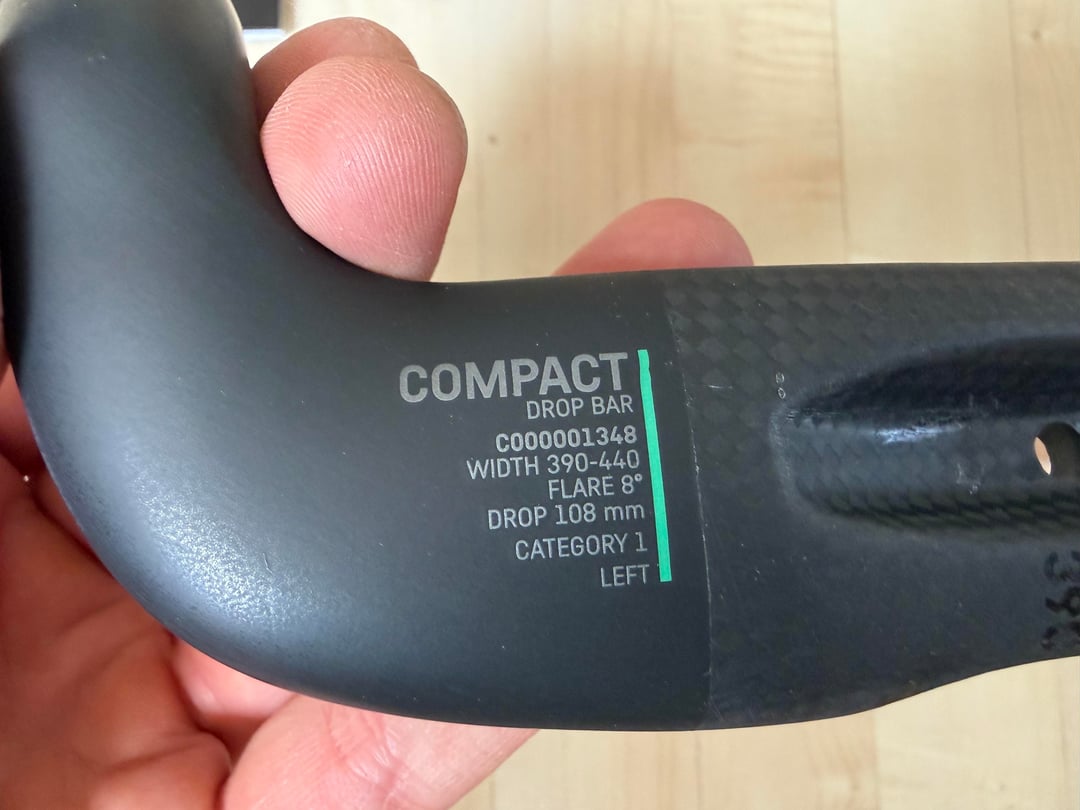 COMPACT
DROP BAR
C000001348
WIDTH 390-440
FLARE 8°
DROP 108 mm
CATEGORY 1
LEFT